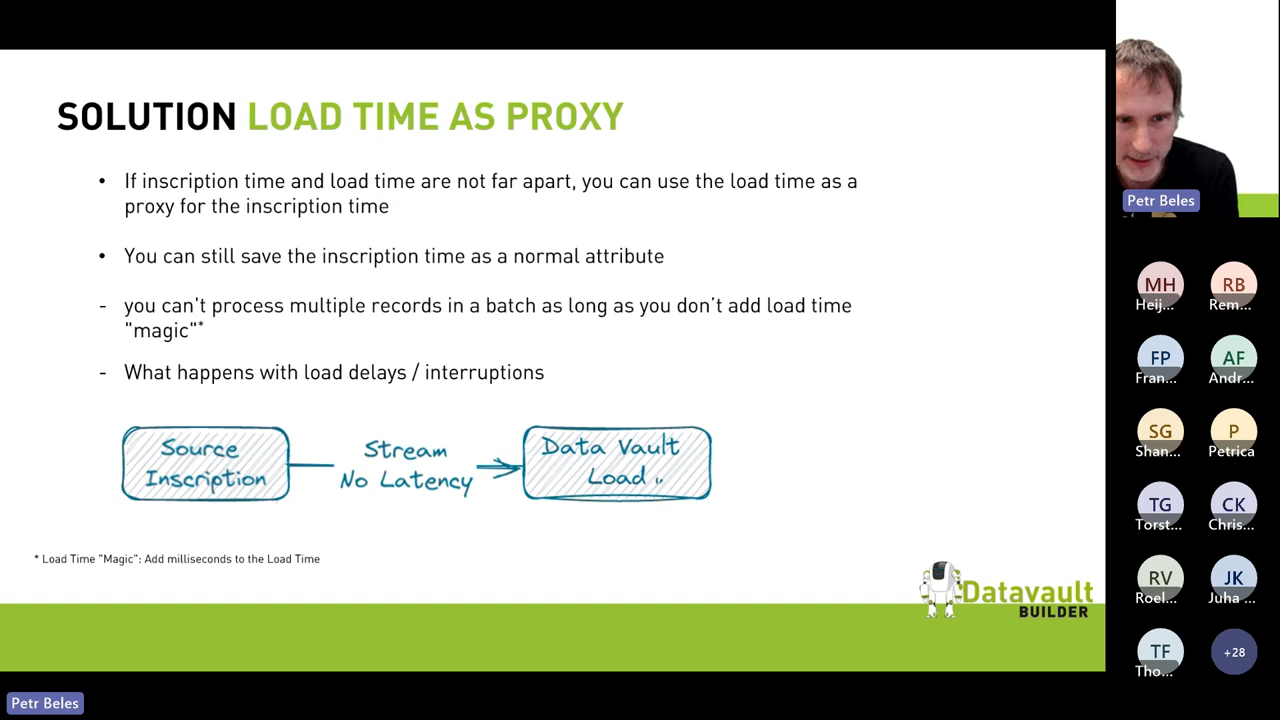 SOLUTION LOAD TIME AS PROXY
• If inscription time and load time are not far apart, you can use the load time as a
proxy for the inscription time
• You can still save the inscription time as a normal attribute
- you can't process multiple records in a batch as long as you don’t add load time
"magic"*
- What happens with load delays / interruptions
Source
Inscription
Stream
No Latency
Data Vault
Load
* Load Time "Magic": Add milliseconds to the Load Time
Datavault
BUILDER
Petr Beles
Petr Beles
MH
Heij...
RB
Rem...
FP
Fran...
AF
Andr...
SG
Shan...
P
Petrica
TG
Torst...
CK
Chris...
RV
Roel...
JK
Juha ...
TF
Tho...
+28